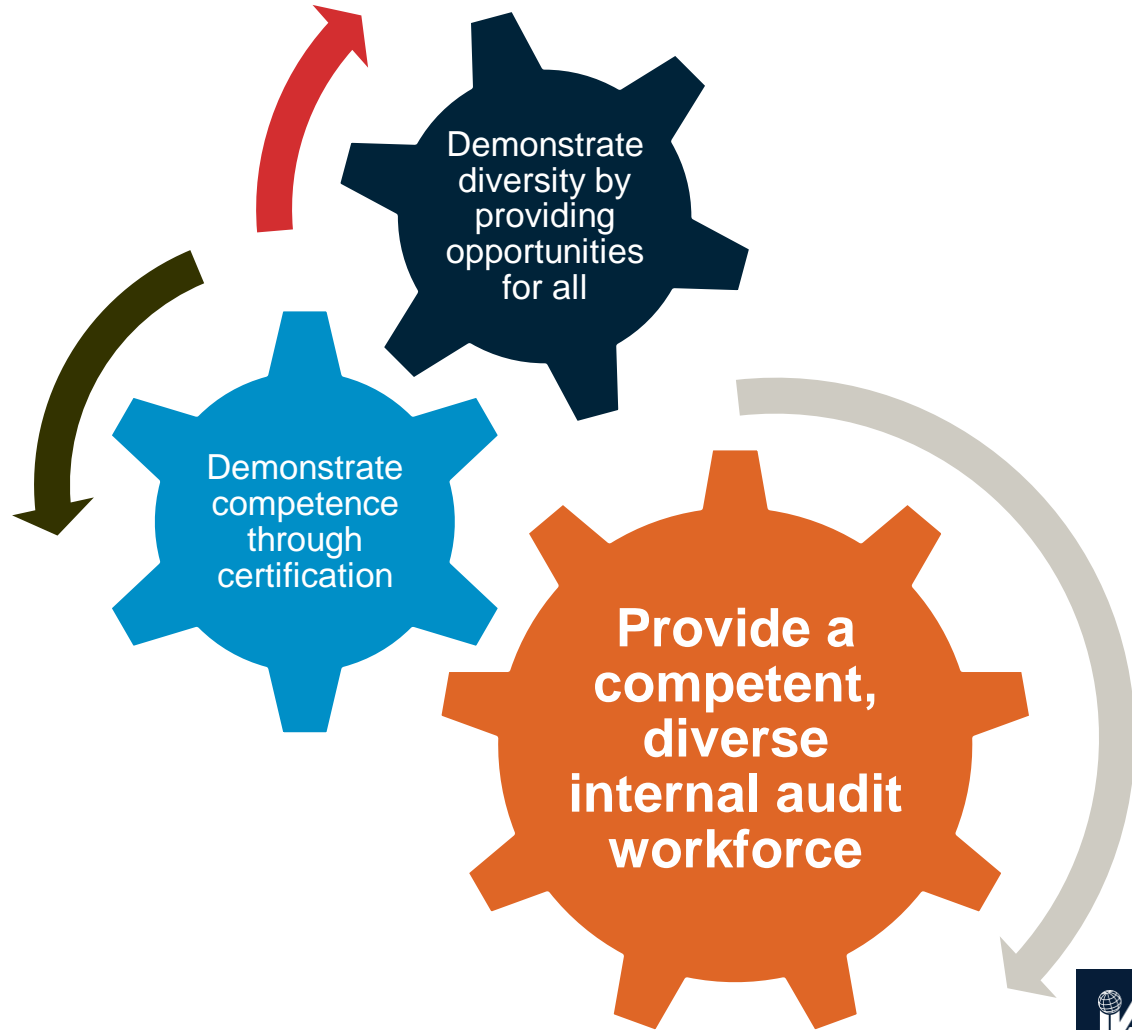 Demonstrate
diversity by
providing
opportunities
for all
Demonstrate
competence
through
certification
Provide a
competent,
diverse
internal audit
workforce